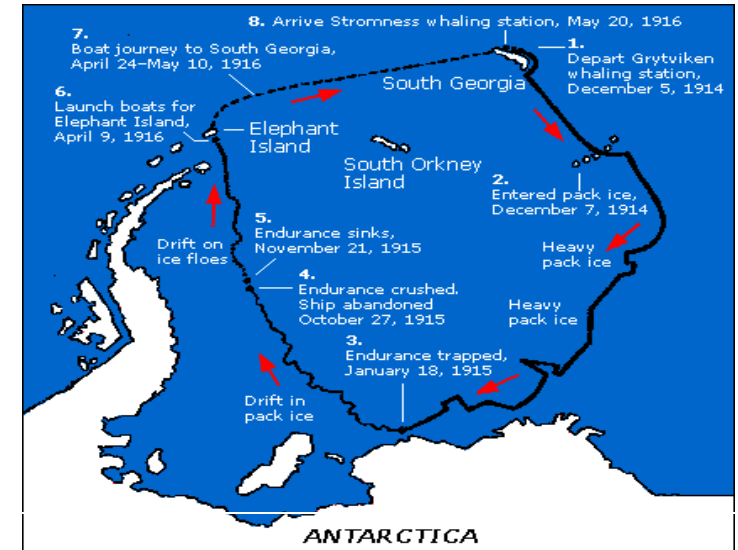 8. Arrive Stromness whaling station, May 20, 1916
7.
Boat journey to South Georgia,
April 24–May 10, 1916
1.
Depart Grytviken
whaling station,
December 5, 1914
6.
Launch boats for
Elephant Island,
April 9, 1916
South Georgia
Elephant
Island
South Orkney
Island
2.
Entered pack ice,
December 7, 1914
5.
Endurance sinks,
November 21, 1915
Drift on
ice floes
Heavy
pack ice
4.
Endurance crushed.
Ship abandoned
October 27, 1915
Heavy
pack ice
3.
Endurance trapped,
January 18, 1915
Drift in
pack ice
ANTARCTICA